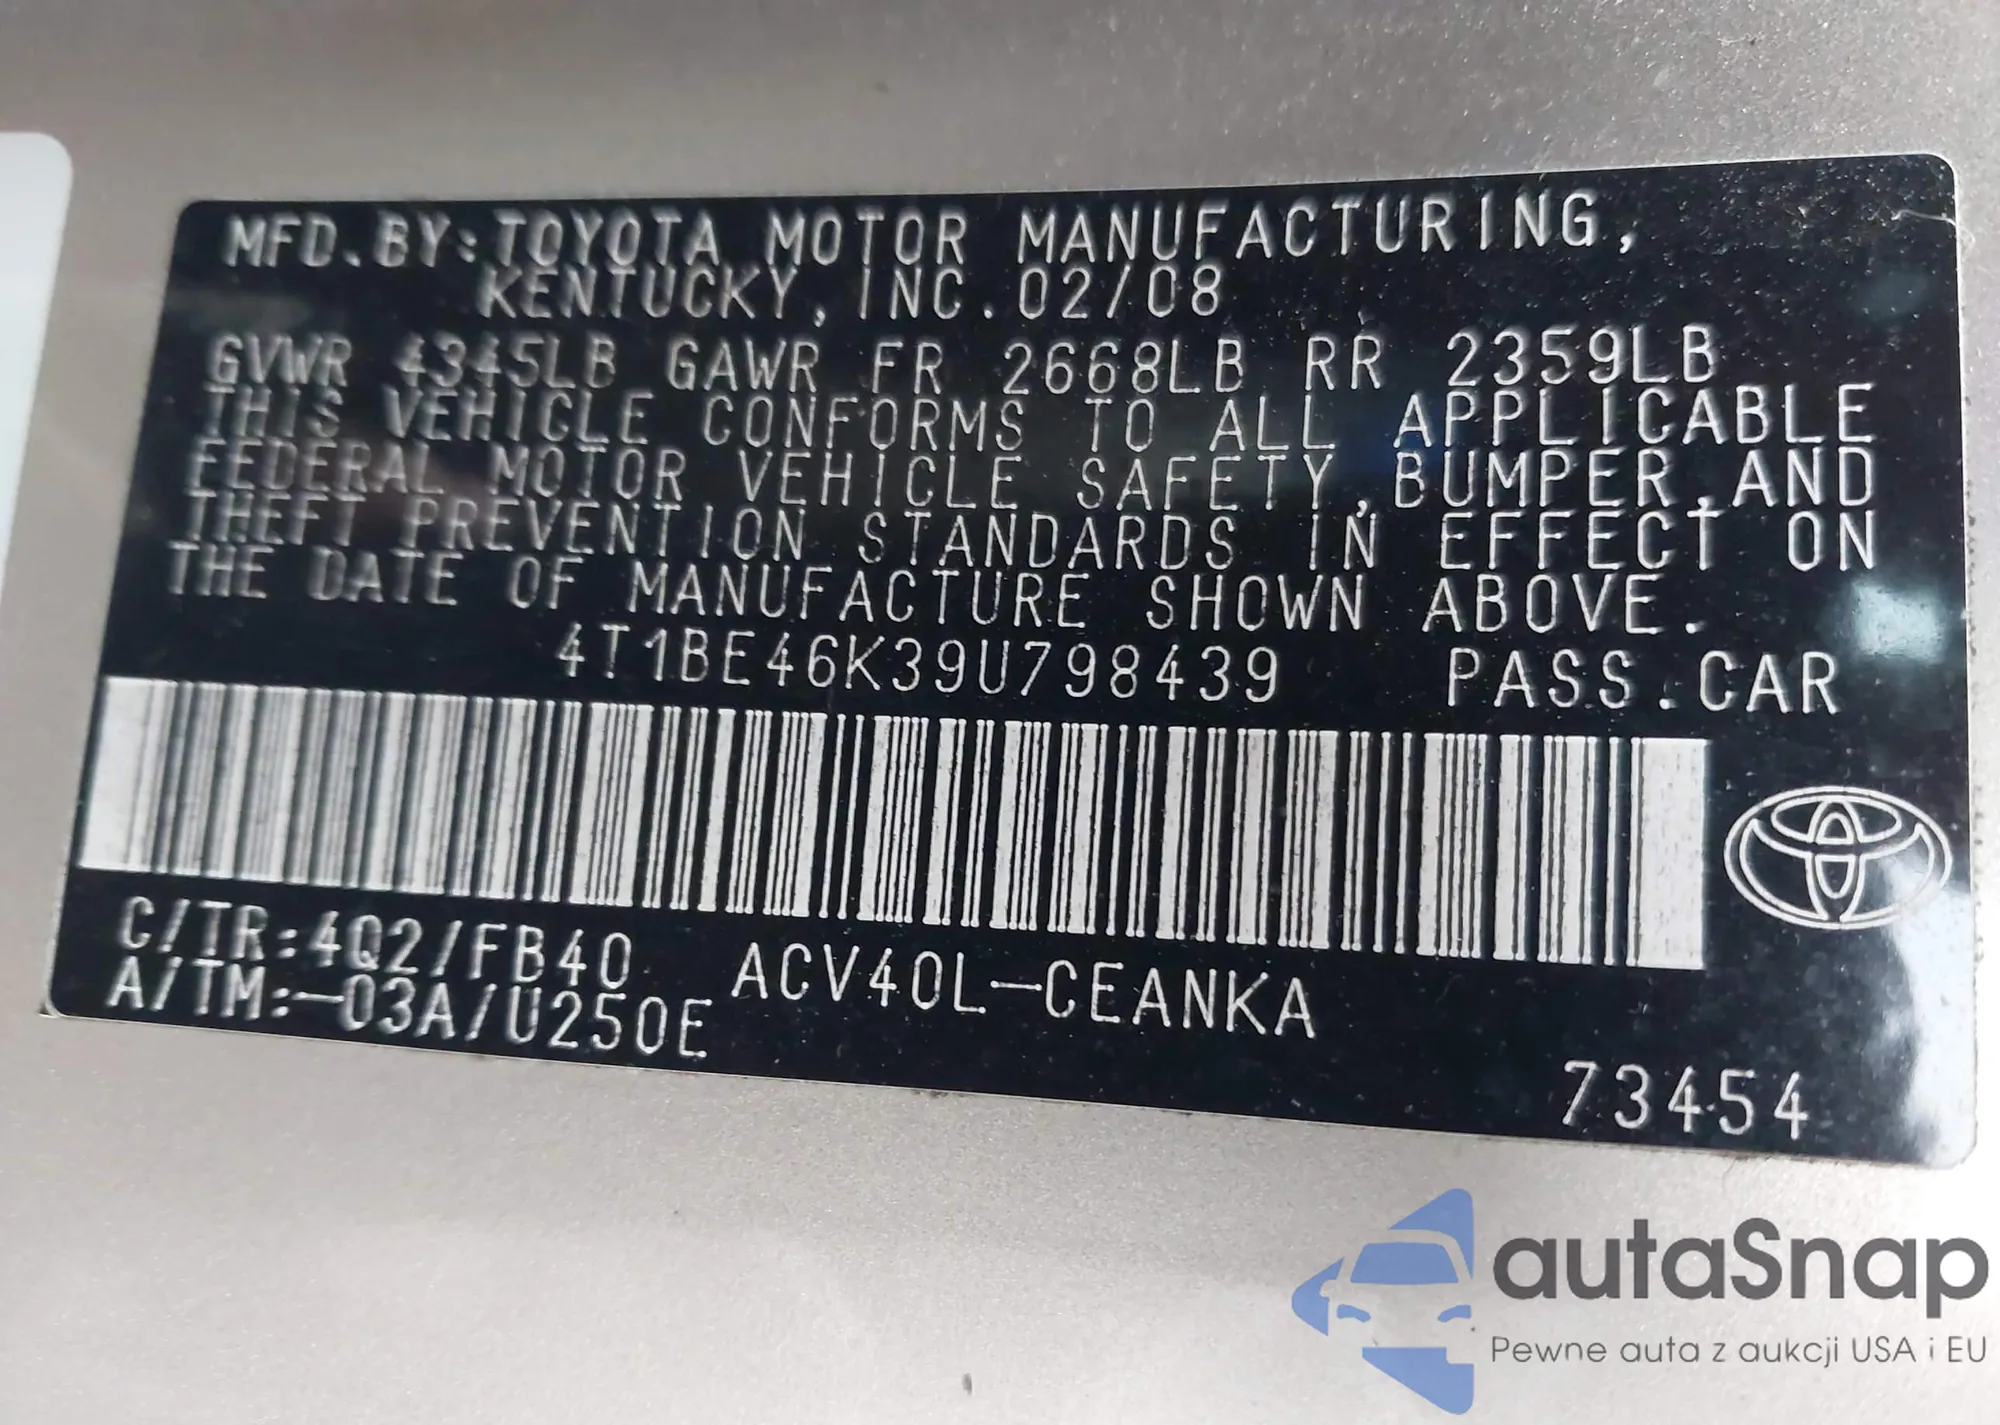 MFD.BY:TOYOTA MOTOR MANUFACTURING,
KENTUCKY, INC.02/08
GVWR 4345LB GAWR FR 2668LB RR 2359LB
THIS VEHICLE CONFORMS TO ALL APPLICABLE
FEDERAL MOTOR VEHICLE SAFETY,BUMPER,AND
THEFT PREVENTION STANDARDS IN EFFECT ON
THE DATE OF MANUFACTURE SHOWN ABOVE.
4T1BE46K39U798439 PASS.CAR
C/TR:4Q2/FB40 ACV40L-CEANKA
A/TM:-03A/U250E
73454
autaSnap
Pewne auta z aukcji USA i EU